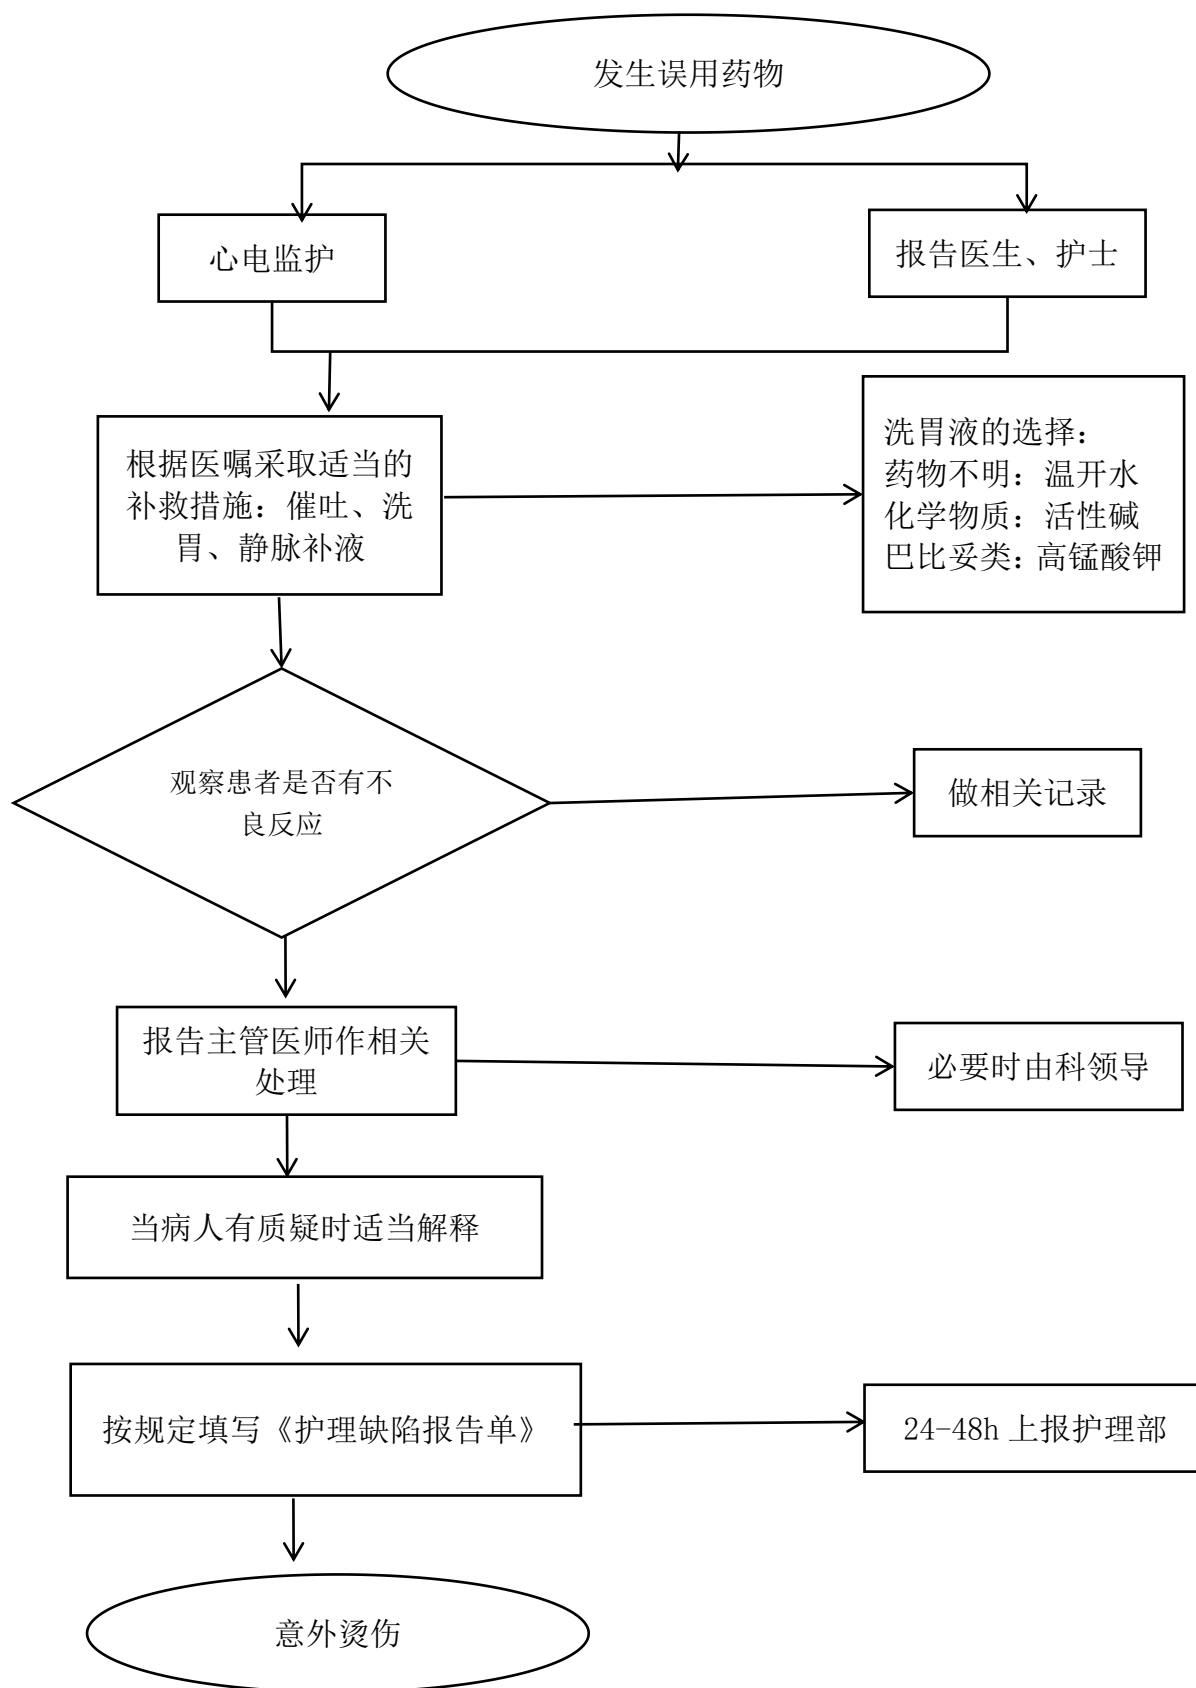 发生误用药物
心电监护
报告医生、护士
根据医嘱采取适当的
补救措施：催吐、洗
胃、静脉补液
洗胃液的选择：
药物不明：温开水
化学物质：活性碱
巴比妥类：高锰酸钾
观察患者是否有不
良反应
做相关记录
报告主管医师作相关
处理
必要时由科领导
当病人有质疑时适当解释
按规定填写《护理缺陷报告单》
24-48h 上报护理部
意外烫伤